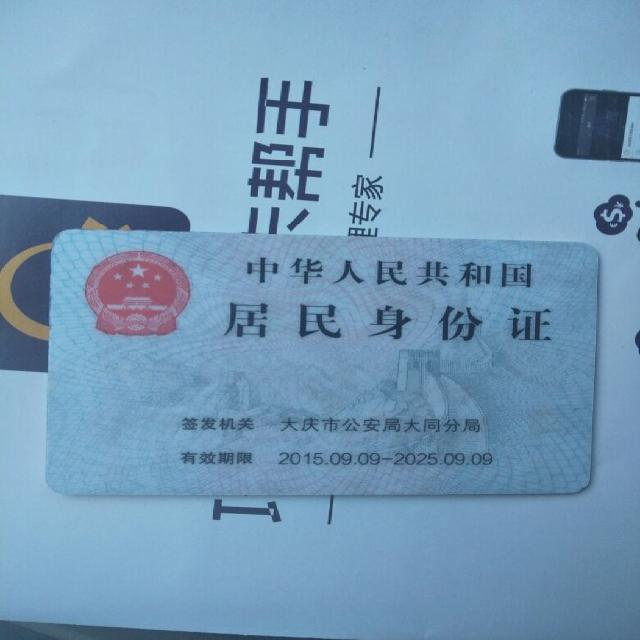 中华人民共和国
居民身份证
签发机关 大庆市公安局大同分局
有效期限 2015.09.09-2025.09.09
帮手
专家